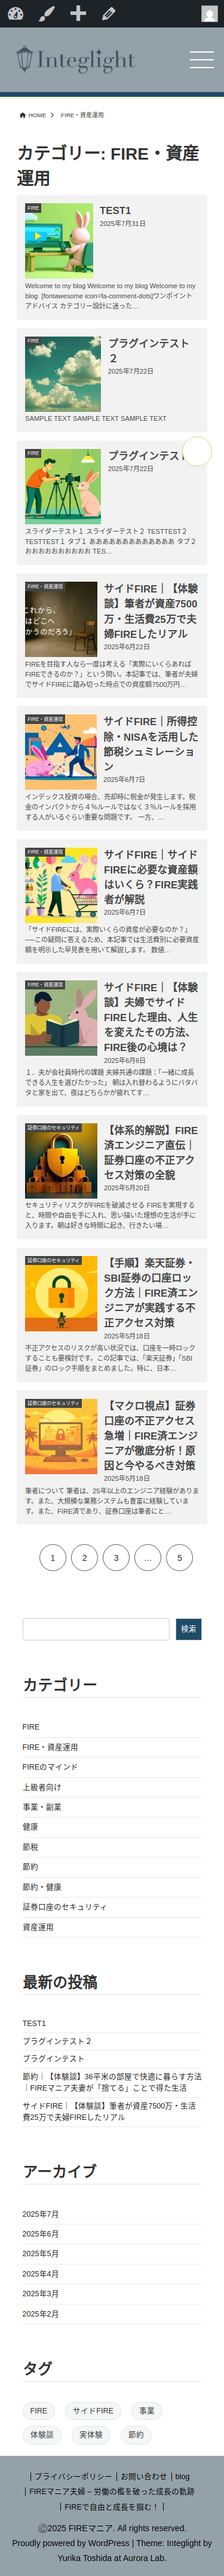 Integlight
HOME > FIRE・資産運用
カテゴリー: FIRE・資産
運用
FIRE
TEST1
2025年7月31日
Welcome to my blog Welcome to my blog Welcome to my
blog [fontawesome icon=fa-comment-dots]ワンポイント
アドバイス カテゴリー設計に迷った…
FIRE
プラグインテスト
２
2025年7月22日
SAMPLE TEXT SAMPLE TEXT SAMPLE TEXT
FIRE
プラグインテスト
2025年7月22日
スライダーテスト１ スライダーテスト２ TESTTEST２
TESTTEST１ タブ１ あああああああああああああ タブ２
おおおおおおおおおお TES…
FIRE・資産運用
サイドFIRE｜【体験
談】筆者が資産7500
万・生活費25万で夫
婦FIREしたリアル
2025年6月22日
FIREを目指す人なら一度は考える「実際にいくらあれば
FIREできるのか？」という問い。本記事では、筆者が夫婦
でサイドFIREに踏み切った時点での資産額7500万円…
FIRE・資産運用
サイドFIRE｜所得控
除・NISAを活用した
節税シュミレーショ
ン
2025年6月7日
インデックス投資の場合、売却時に税金が発生します。税
金のインパクトから４%ルールではなく３%ルールを採用
する人がいるぐらい重要な問題です。 一方、…
FIRE・資産運用
サイドFIRE｜サイド
FIREに必要な資産額
はいくら？FIRE実践
者が解説
2025年6月7日
「サイドFIREには、実際いくらの資産が必要なのか？」
──この疑問に答えるため、本記事では生活費別に必要資産
額を明示した早見表を用いて解説します。 数値…
FIRE・資産運用
サイドFIRE｜【体験
談】夫婦でサイド
FIREした理由、人生
を変えたその方法、
FIRE後の心境は？
2025年6月6日
１．夫が会社員時代の課題 夫婦共通の課題：「一緒に成長
できる人生を選びたかった」 朝は入れ替わるようにバタバ
タと家を出て、夜はどちらかが疲れてす…
証券口座のセキュリティ
【体系的解説】FIRE
済エンジニア直伝｜
証券口座の不正アク
セス対策の全貌
2025年5月20日
セキュリティリスクがFIREを破滅させる FIREを実現する
と、時間や自由を手に入れ、思い描いた理想の生活が手に
入ります。朝は好きな時間に起き、行きたい場…
証券口座のセキュリティ
【手順】楽天証券・
SBI証券の口座ロッ
ク方法｜FIRE済エン
ジニアが実践する不
正アクセス対策
2025年5月18日
不正アクセスのリスクが高い状況では、口座を一時ロック
することも要検討です。この記事では、「楽天証券」「SBI
証券」のロック手順をまとめました。特に、日本…
証券口座のセキュリティ
【マクロ視点】証券
口座の不正アクセス
急増｜FIRE済エンジ
ニアが徹底分析！原
因と今やるべき対策
2025年5月18日
筆者について 筆者は、25年以上のエンジニア経験がありま
す。また、大規模な業務システムも豊富に経験していま
す。また、FIRE済であり、証券口座は筆者にと…
1 2 3 … 5
検索
カテゴリー
FIRE
FIRE・資産運用
FIREのマインド
上級者向け
事業・副業
健康
節税
節約
節約・健康
証券口座のセキュリティ
資産運用
最新の投稿
TEST1
プラグインテスト２
プラグインテスト
節約｜【体験談】36平米の部屋で快適に暮らす方法
｜FIREマニア夫妻が「捨てる」ことで得た生活
サイドFIRE｜【体験談】筆者が資産7500万・生活
費25万で夫婦FIREしたリアル
アーカイブ
2025年7月
2025年6月
2025年5月
2025年4月
2025年3月
2025年2月
タグ
FIRE サイドFIRE 事業
体験談 実体験 節約
｜プライバシーポリシー｜お問い合わせ｜blog
｜FIREマニア夫婦 – 労働の檻を破った成長の軌跡
｜FIREで自由と成長を掴む！｜
Ⓒ2025 FIREマニア. All rights reserved.
Proudly powered by WordPress | Theme: Integlight by
Yurika Toshida at Aurora Lab.